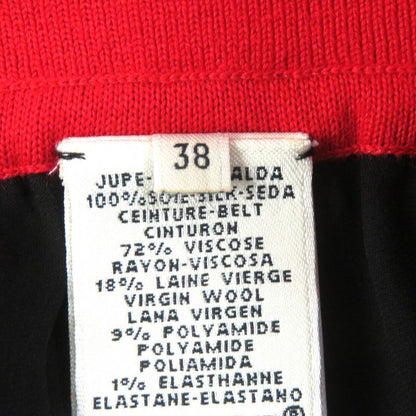 38
JUPE- ALDA
100% SOIE-SILK-SEDA
CEINTURE-BELT
CINTURON
72% VISCOSE
RAYON-VISCOSA
18% LAINE VIERGE
VIRGIN WOOL
LANA VIRGEN
9% POLYAMIDE
POLYAMIDE
POLIAMIDA
1% ELASTHANNE
ELASTANE-ELASTANO
®